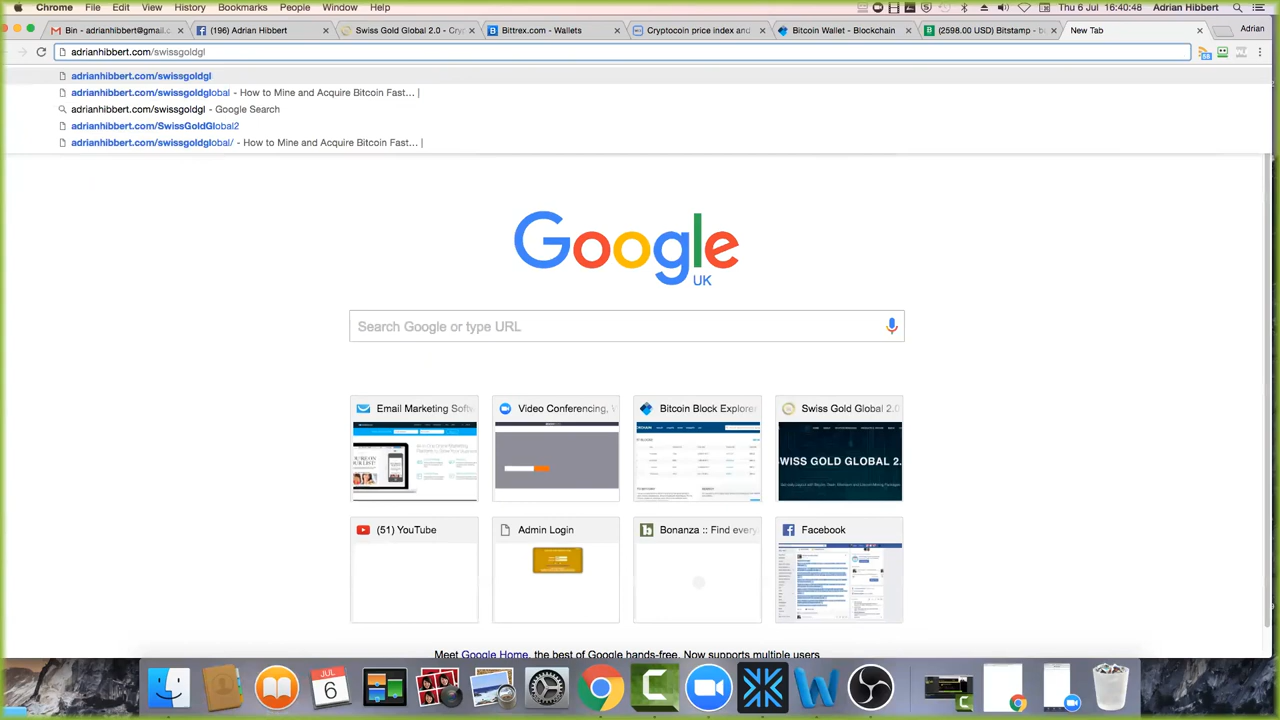 Chrome File Edit View History Bookmarks People Window Help Thu 6 Jul 16:40:48 Adrian Hibbert
Bin - adrianhibbert@gmail.c (196) Adrian Hibbert Swiss Gold Global 2.0 - Cryp Bittrex.com - Wallets Cryptocoin price index and Bitcoin Wallet - Blockchain (2598.00 USD) Bitstamp - bu New Tab Adrian
adrianhibbert.com/swissgoldgl
adrianhibbert.com/swissgoldgl
adrianhibbert.com/swissgoldglobal - How to Mine and Acquire Bitcoin Fast... |
adrianhibbert.com/swissgoldgl - Google Search
adrianhibbert.com/SwissGoldGlobal2
adrianhibbert.com/swissgoldglobal/ - How to Mine and Acquire Bitcoin Fast... |
Google
UK
Search Google or type URL
Email Marketing Soft Video Conferencing, Bitcoin Block Explorer Swiss Gold Global 2.0
WISS GOLD GLOBAL 2.
(51) YouTube Admin Login Bonanza :: Find every Facebook
Meet Google Home, the best of Google hands-free. Now supports multiple users
JUL
6